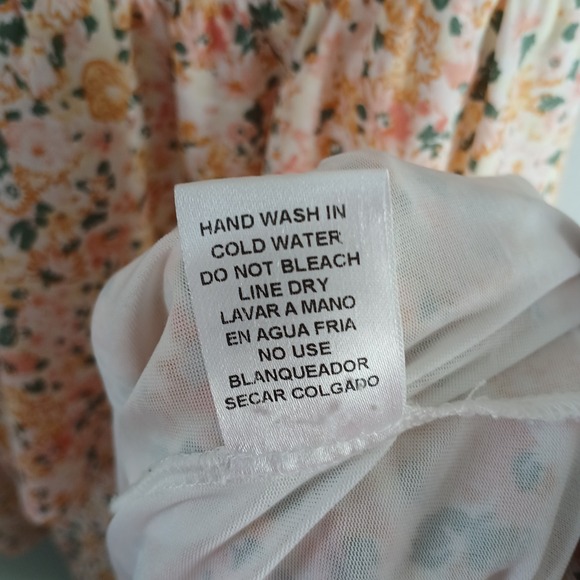 HAND WASH IN
COLD WATER
DO NOT BLEACH
LINE DRY
LAVAR A MANO
EN AGUA FRIA
NO USE
BLANQUEADOR
SECAR COLGADO